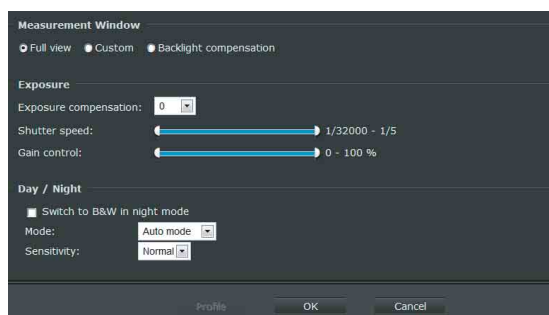 Measurement Window
Full view Custom Backlight compensation
Exposure
Exposure compensation: 0
Shutter speed: 1/32000 - 1/5
Gain control: 0 - 100 %
Day / Night
Switch to B&W in night mode
Mode: Auto mode
Sensitivity: Normal
Profile OK Cancel